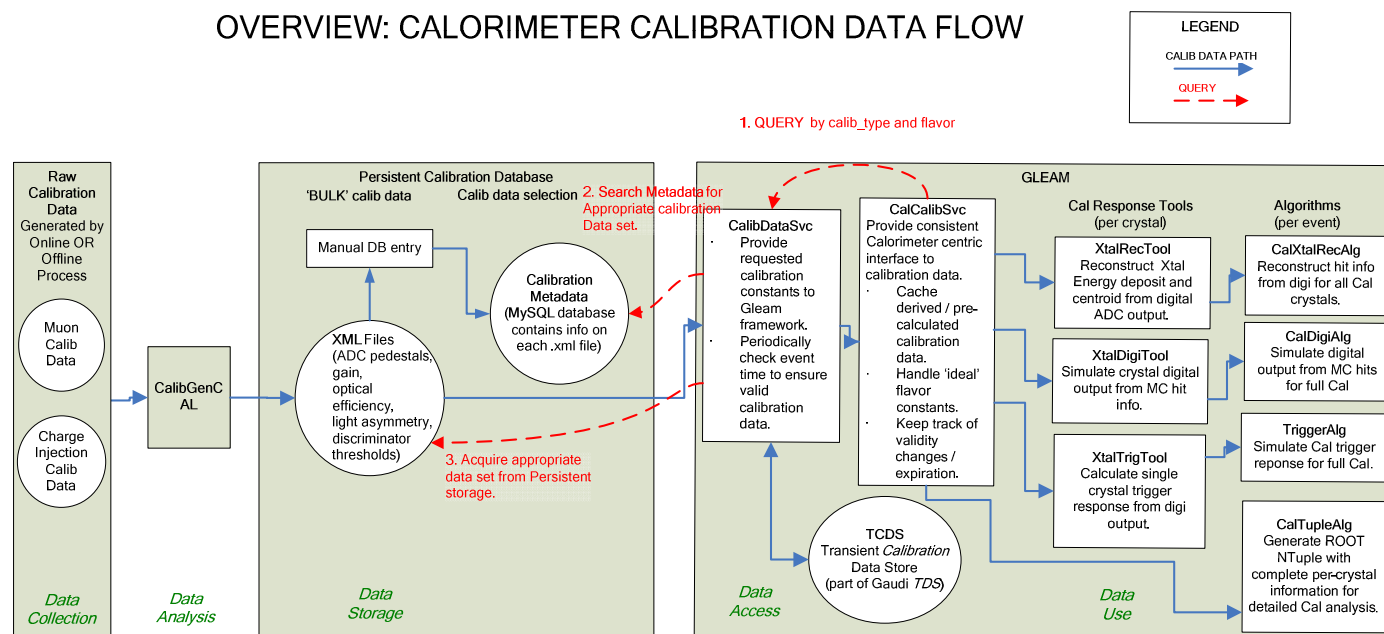 OVERVIEW: CALORIMETER CALIBRATION DATA FLOW
LEGEND
CALIB DATA PATH
QUERY
1. QUERY by calib_type and flavor
Raw
Calibration
Data
Generated by
Online OR
Offline
Process
Muon
Calib
Data
Charge
Injection
Calib
Data
Data
Collection
CalibGenC
AL
Data
Analysis
Persistent Calibration Database
'BULK' calib data
Calib data selection
Manual DB entry
Calibration
Metadata
(MySQL database
contains info on
each .xml file)
XML Files
(ADC pedestals,
gain,
optical
efficiency,
light asymmetry,
discriminator
thresholds)
2. Search Metadata for
Appropriate calibration
Data set.
3. Acquire appropriate
data set from Persistent
storage.
Data
Storage
GLEAM
CalibDataSvc
· Provide
requested
calibration
constants to
Gleam
framework.
· Periodically
check event
time to ensure
valid
calibration
data.
CalCalibSvc
Provide consistent
Calorimeter centric
interface to
calibration data.
· Cache
derived / pre-
calculated
calibration
data.
· Handle 'ideal'
flavor
constants.
· Keep track of
validity
changes /
expiration.
TCDS
Transient Calibration
Data Store
(part of Gaudi TDS)
Data
Access
Cal Response Tools
(per crystal)
XtalRecTool
Reconstruct Xtal
Energy deposit and
centroid from digital
ADC output.
XtalDigiTool
Simulate crystal digital
output from MC hit
info.
XtalTrigTool
Calculate single
crystal trigger
response from digi
output.
Data
Use
Algorithms
(per event)
CalXtalRecAlg
Reconstruct hit info
from digi for all Cal
crystals.
CalDigiAlg
Simulate digital
output from MC hits
for full Cal
TriggerAlg
Simulate Cal trigger
reponse for full Cal.
CalTupleAlg
Generate ROOT
NTuple with
complete per-crystal
information for
detailed Cal analysis.